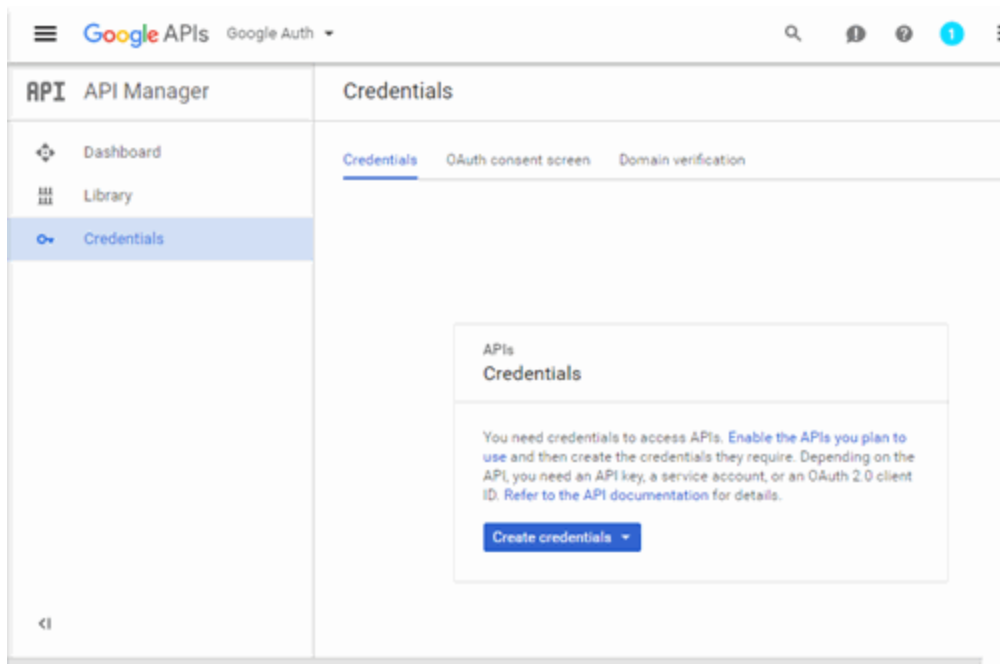 Google APIs Google Auth
1
API API Manager
Credentials
Dashboard
Library
Credentials
Credentials OAuth consent screen Domain verification
APIs
Credentials
You need credentials to access APIs. Enable the APIs you plan to
use and then create the credentials they require. Depending on the
API, you need an API key, a service account, or an OAuth 2.0 client
ID. Refer to the API documentation for details.
Create credentials